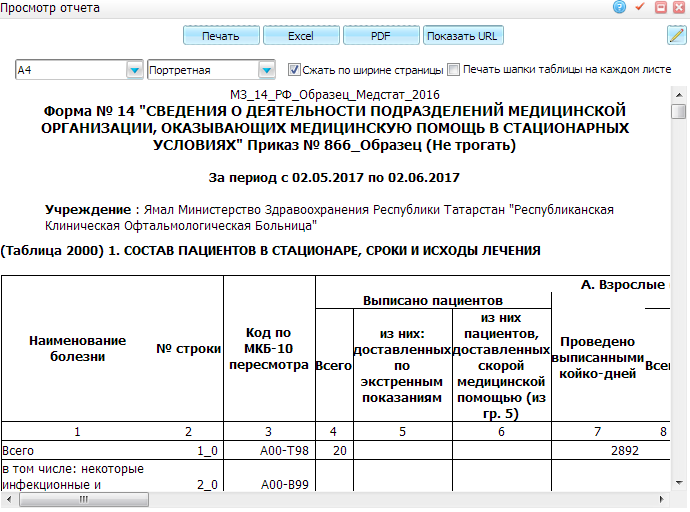 Просмотр отчета
Печать Excel PDF Показать URL
A4 Портретная Сжать по ширине страницы Печать шапки таблицы на каждом листе
МЗ_14_РФ_Образец_Медстат_2016
Форма № 14 "СВЕДЕНИЯ О ДЕЯТЕЛЬНОСТИ ПОДРАЗДЕЛЕНИЙ МЕДИЦИНСКОЙ
ОРГАНИЗАЦИИ, ОКАЗЫВАЮЩИХ МЕДИЦИНСКУЮ ПОМОЩЬ В СТАЦИОНАРНЫХ
УСЛОВИЯХ" Приказ № 866_Образец (Не трогать)
За период с 02.05.2017 по 02.06.2017
Учреждение : Ямал Министерство Здравоохранения Республики Татарстан "Республиканская
Клиническая Офтальмологическая Больница"
(Таблица 2000) 1. СОСТАВ ПАЦИЕНТОВ В СТАЦИОНАРЕ, СРОКИ И ИСХОДЫ ЛЕЧЕНИЯ
А. Взрослые
Выписано пациентов
Наименование
болезни
№ строки
Код по
МКБ-10
пересмотра
Всего
из них:
доставленных
по
экстренным
показаниям
из них
пациентов,
доставленных
скорой
медицинской
помощью (из
гр. 5)
Проведено
выписанными
койко-дней
Всег
1 2 3 4 5 6 7 8
Всего 1_0 A00-T98 20 2892
в том числе: некоторые
инфекционные и 2_0 A00-B99